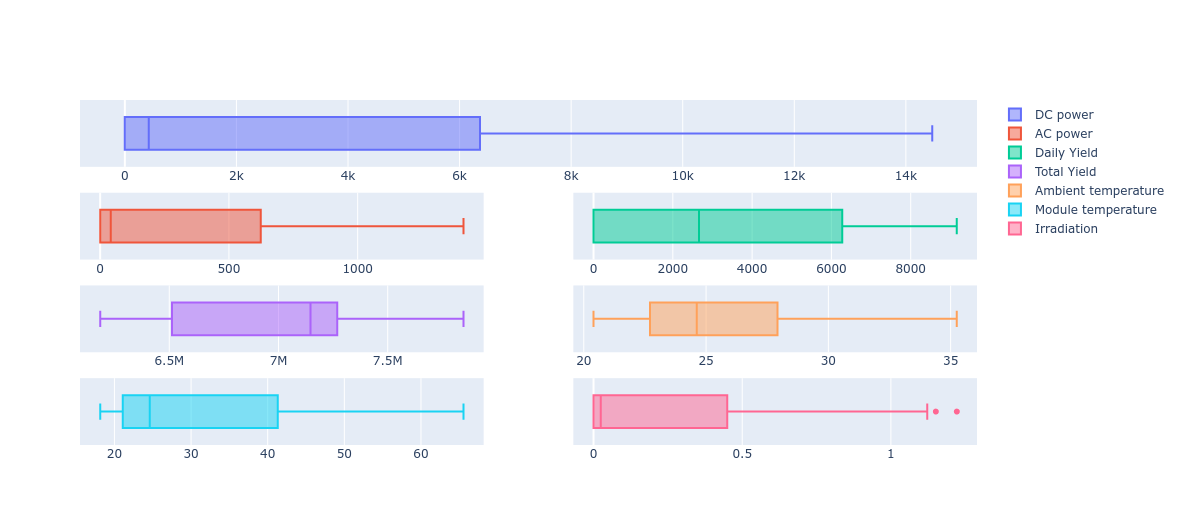 0 2k 4k 6k 8k 10k 12k 14k
0 500 1000
0 2000 4000 6000 8000
6.5M 7M 7.5M
20 25 30 35
20 30 40 50 60
0 0.5 1
DC power
AC power
Daily Yield
Total Yield
Ambient temperature
Module temperature
Irradiation